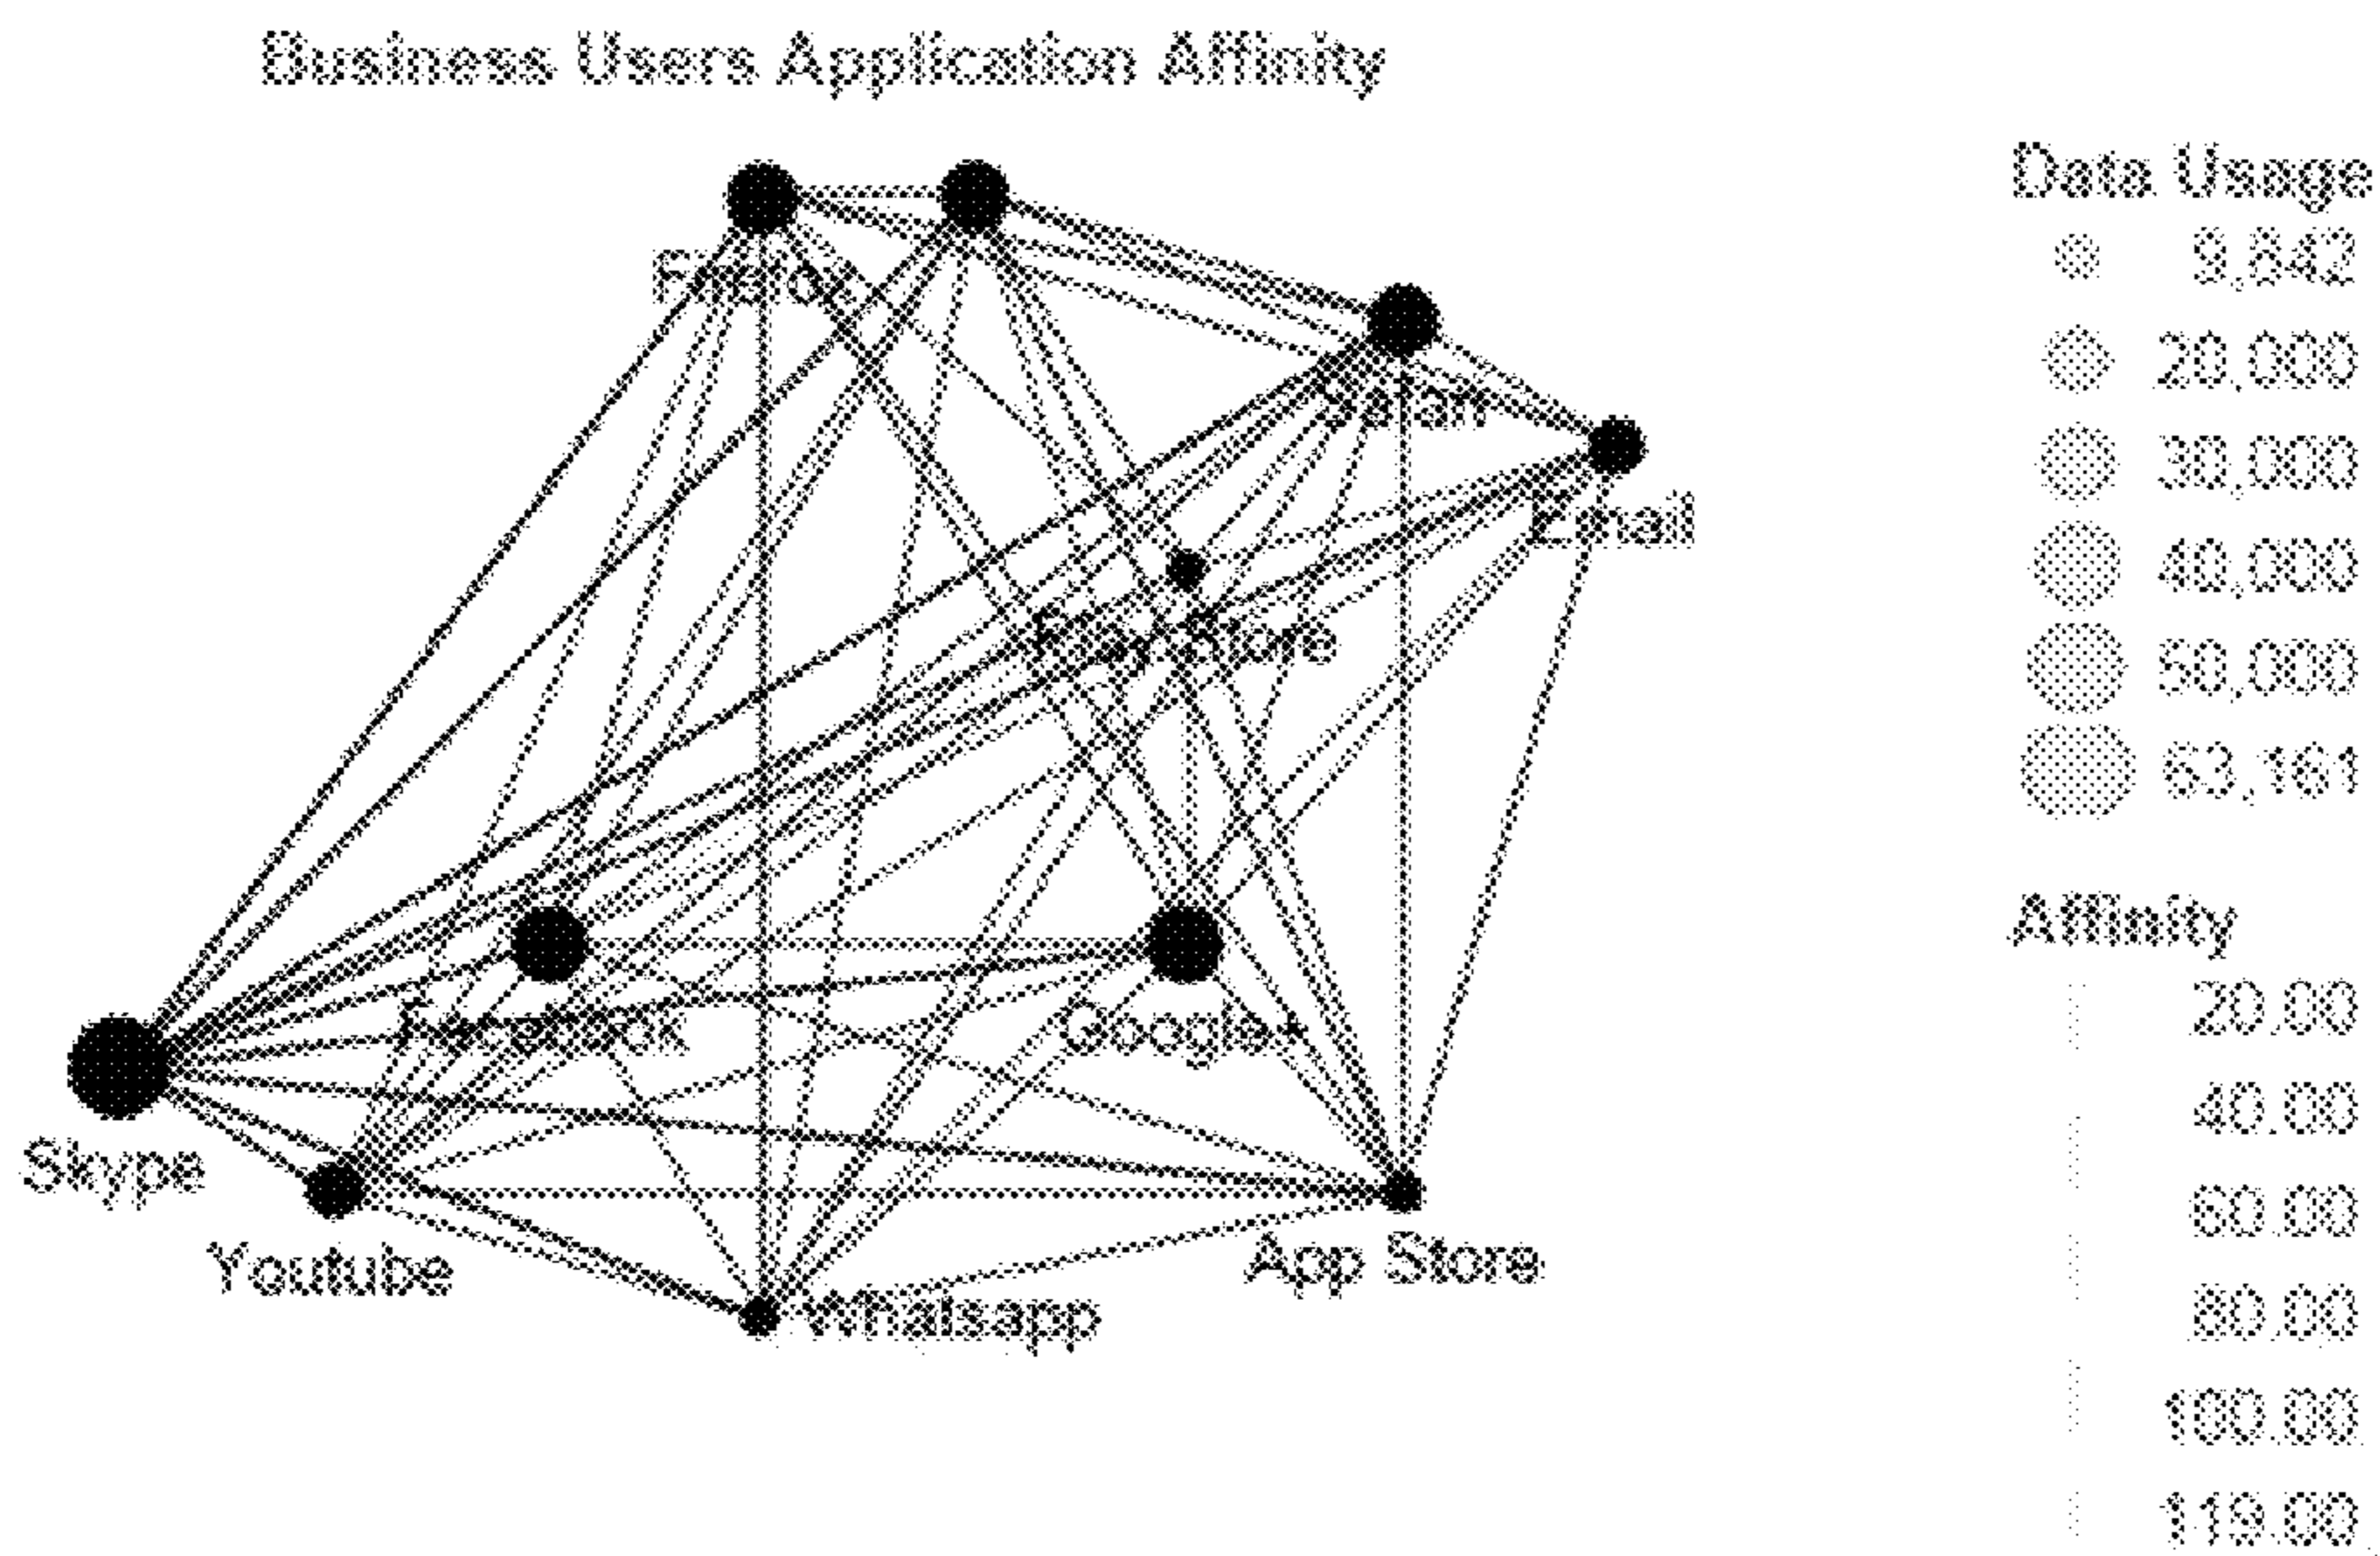 Business Users Application Affinity
Firefox
Safari
Email
Play Store
Facebook
Google+
Skype
Youtube
Whatsapp
App Store
Data Usage
9,842
20,000
30,000
40,000
50,000
63,161
Affinity
20.00
40.00
60.00
80.00
100.00
119.00